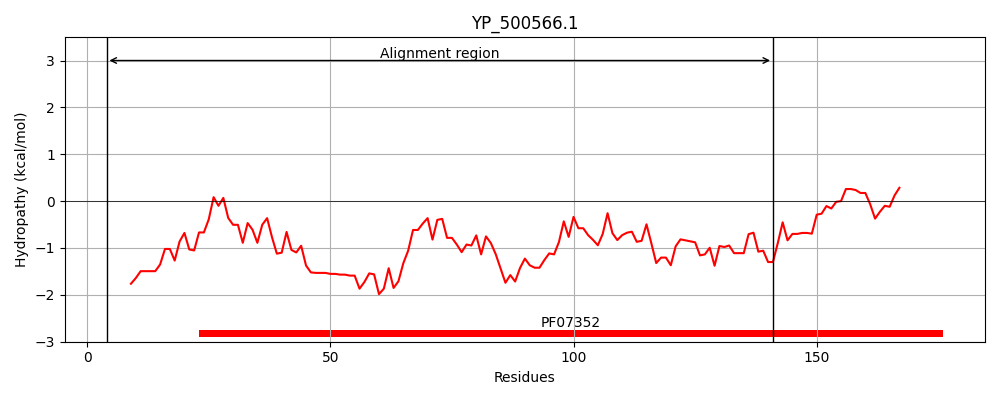 YP_500566.1
Alignment region
3
2
1
0
−1
−2
−3
Hydropathy (kcal/mol)
PF07352
0 50 100 150
Residues